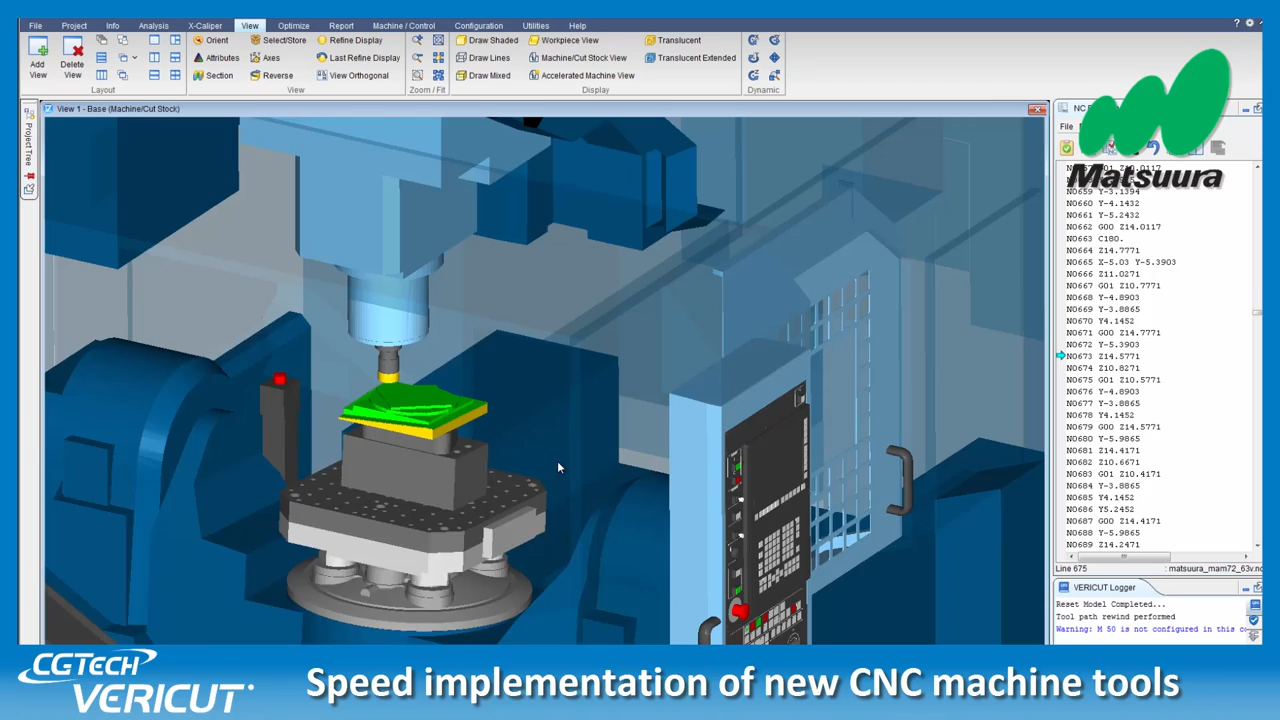 File Project Info Analysis X-Caliper View Optimize Report Machine / Control Configuration Utilities Help
Add View
Delete View
Layout
Orient Select/Store Refine Display
Attributes Axes Last Refine Display
Section Reverse View Orthogonal
View
Zoom / Fit
Draw Shaded Workpiece View Translucent
Draw Lines Machine/Cut Stock View Translucent Extended
Draw Mixed Accelerated Machine View
Display
Dynamic
View 1 - Base (Machine/Cut Stock)
Project Tree
NC
File
Matsuura
N0659 Y-3.1394
N0660 Y-4.1432
N0661 Y-5.2432
N0662 G00 Z14.0117
N0663 C180.
N0664 Z14.7771
N0665 X-5.03 Y-5.3903
N0666 Z11.0271
N0667 G01 Z10.7771
N0668 Y-4.8903
N0669 Y-3.8865
N0670 Y4.1452
N0671 G00 Z14.7771
N0672 Y-5.3903
N0673 Z14.5771
N0674 Z10.8271
N0675 G01 Z10.5771
N0676 Y-4.8903
N0677 Y-3.8865
N0678 Y4.1452
N0679 G00 Z14.5771
N0680 Y-5.9865
N0681 Z14.4171
N0682 Z10.6671
N0683 G01 Z10.4171
N0684 Y-3.8865
N0685 Y4.1452
N0686 Y5.2452
N0687 G00 Z14.4171
N0688 Y-5.9865
N0689 Z14.2471
Line 675 : matsuura_mam72_63v.nc
VERICUT Logger
Reset Model Completed...
Tool path rewind performed
Warning: M 50 is not configured in this c
CGTECH
VERICUT
Speed implementation of new CNC machine tools